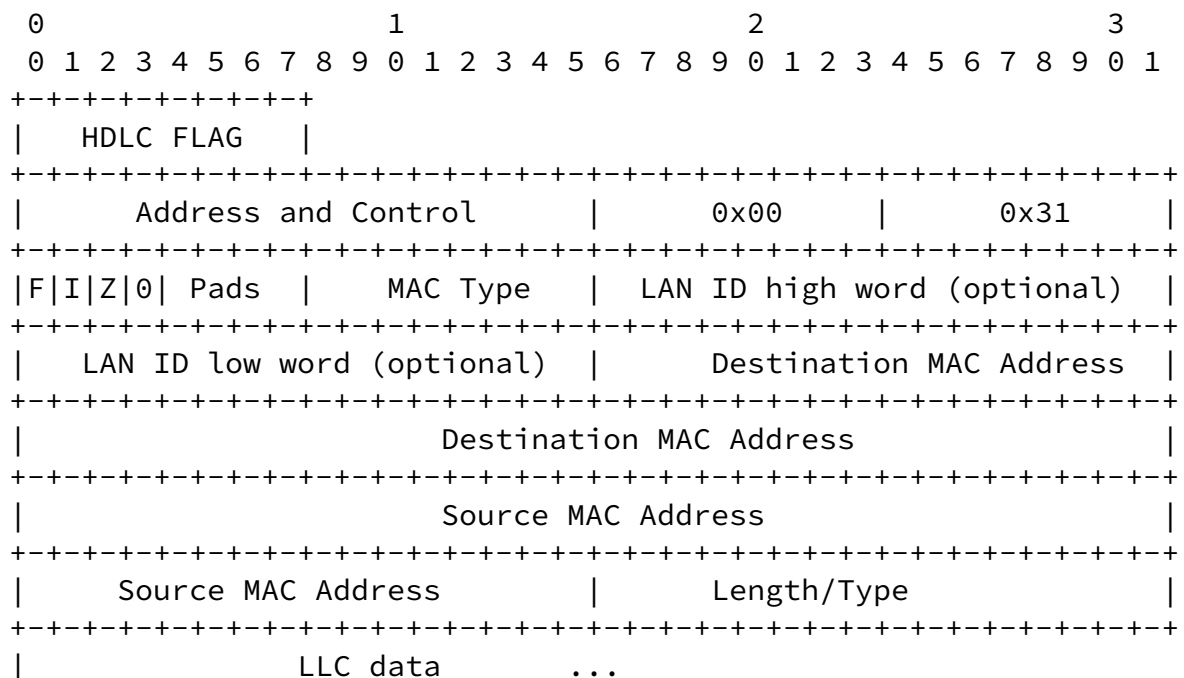 0                   1                   2                   3
 0 1 2 3 4 5 6 7 8 9 0 1 2 3 4 5 6 7 8 9 0 1 2 3 4 5 6 7 8 9 0 1
+-+-+-+-+-+-+-+-+
|   HDLC FLAG   |
+-+-+-+-+-+-+-+-+-+-+-+-+-+-+-+-+-+-+-+-+-+-+-+-+-+-+-+-+-+-+-+-+
|      Address and Control      |      0x00     |      0x31     |
+-+-+-+-+-+-+-+-+-+-+-+-+-+-+-+-+-+-+-+-+-+-+-+-+-+-+-+-+-+-+-+-+
|F|I|Z|0| Pads  |    MAC Type   |  LAN ID high word (optional)  |
+-+-+-+-+-+-+-+-+-+-+-+-+-+-+-+-+-+-+-+-+-+-+-+-+-+-+-+-+-+-+-+-+
|   LAN ID low word (optional)  |      Destination MAC Address  |
+-+-+-+-+-+-+-+-+-+-+-+-+-+-+-+-+-+-+-+-+-+-+-+-+-+-+-+-+-+-+-+-+
|                       Destination MAC Address                 |
+-+-+-+-+-+-+-+-+-+-+-+-+-+-+-+-+-+-+-+-+-+-+-+-+-+-+-+-+-+-+-+-+
|                       Source MAC Address                      |
+-+-+-+-+-+-+-+-+-+-+-+-+-+-+-+-+-+-+-+-+-+-+-+-+-+-+-+-+-+-+-+-+
|     Source MAC Address        |      Length/Type              |
+-+-+-+-+-+-+-+-+-+-+-+-+-+-+-+-+-+-+-+-+-+-+-+-+-+-+-+-+-+-+-+-+
|               LLC data       ...